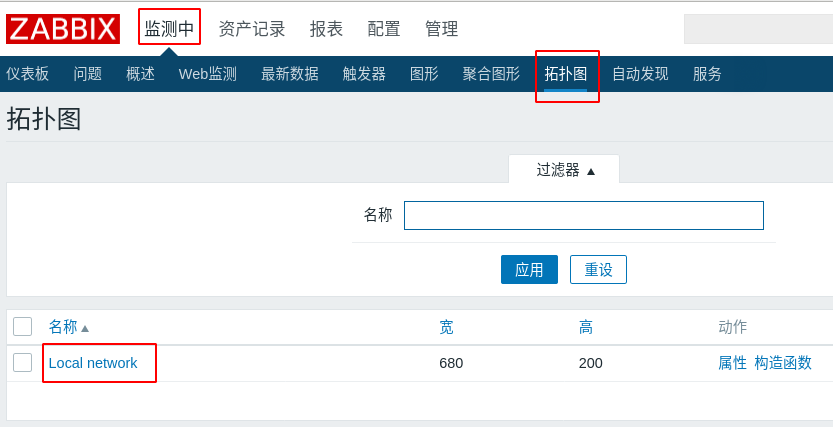 ZABBIX 监测中 资产记录 报表 配置 管理
仪表板 问题 概述 Web监测 最新数据 触发器 图形 聚合图形 拓扑图 自动发现 服务
拓扑图
过滤器 ▲
名称
应用 重设
名称▲ 宽 高 动作
Local network 680 200 属性 构造函数